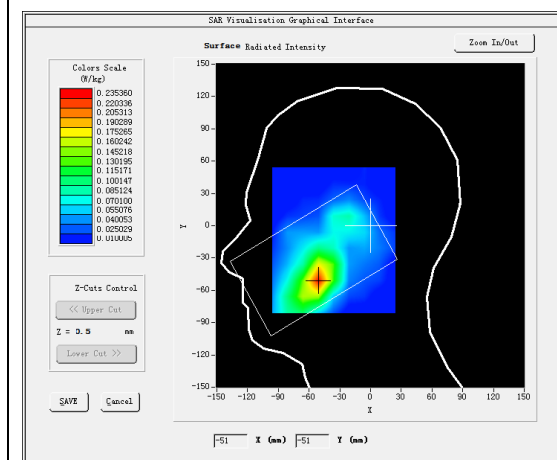 SAR Visualisation Graphical Interface
Surface Radiated Intensity
Zoom In/Out
Colors Scale
(W/kg)
0.235360
0.220336
0.205313
0.190289
0.175265
0.160242
0.145218
0.130195
0.115171
0.100147
0.085124
0.070100
0.055076
0.040053
0.025029
0.010005
Z-Cuts Control
<< Upper Cut
Z = 0.5 mm
Lower Cut >>
SAVE Cancel
150-
120-
90-
60-
30-
0-
-30-
-60-
-90-
-120-
-150-
Y
-150 -120 -90 -60 -30 0 30 60 90 120 150
X
-51 X (mm) -51 Y (mm)